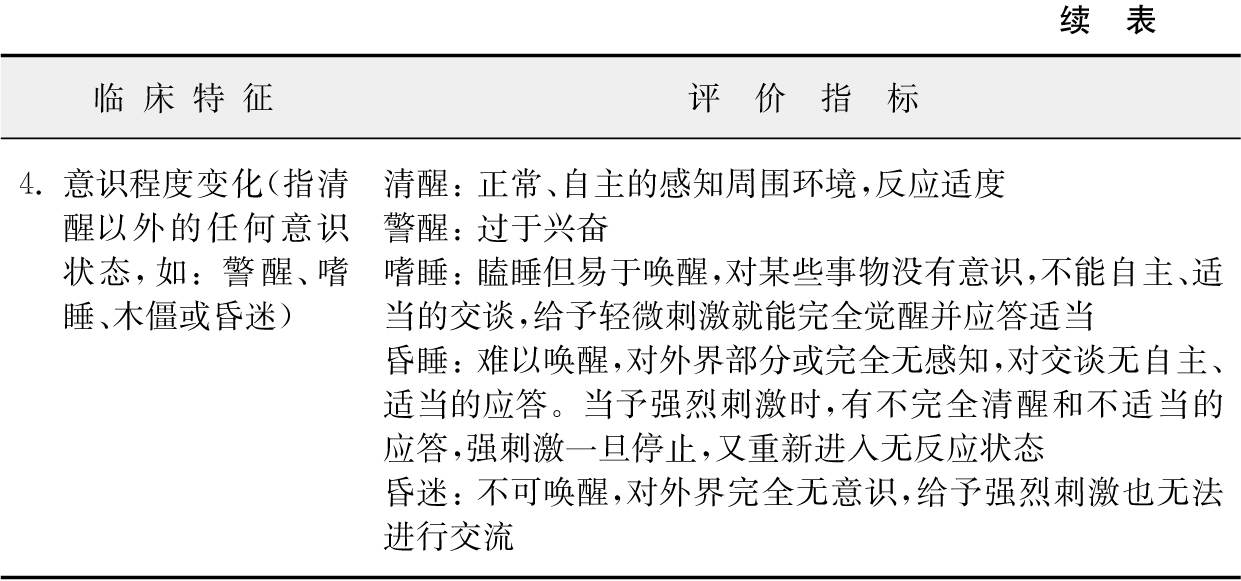 续 表
临床特征 评价指标
4. 意识程度变化(指清
醒以外的任何意识
状态,如:警醒、嗜
睡、木僵或昏迷)
清醒:正常、自主的感知周围环境,反应适度
警醒:过于兴奋
嗜睡:瞌睡但易于唤醒,对某些事物没有意识,不能自主、适
当的交谈,给予轻微刺激就能完全觉醒并应答适当
昏睡:难以唤醒,对外界部分或完全无感知,对交谈无自主、
适当的应答。当予强烈刺激时,有不完全清醒和不适当的
应答,强刺激一旦停止,又重新进入无反应状态
昏迷:不可唤醒,对外界完全无意识,给予强烈刺激也无法
进行交流